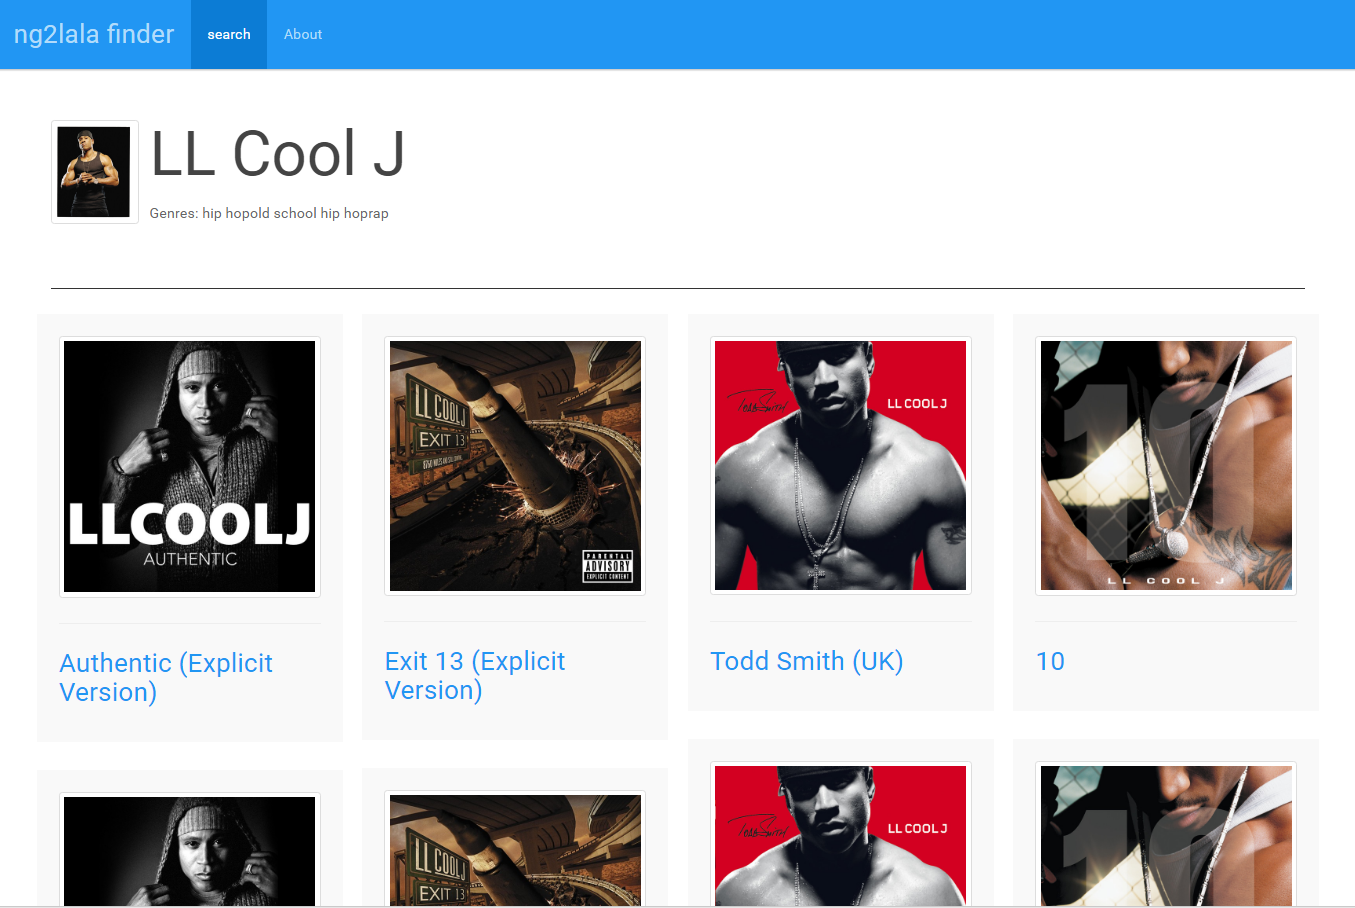 ng2lala finder
search
About
LL Cool J
Genres: hip hopold school hip hoprap
LLCOOLJ
AUTHENTIC
LL COOL J
EXIT 13
PARENTAL
ADVISORY
EXPLICIT CONTENT
Todd Smith
LL COOL J
10
LL COOL J
Authentic (Explicit
Version)
Exit 13 (Explicit
Version)
Todd Smith (UK)
10
LL COOL J
EXIT 13
Todd Smith
LL COOL J
10